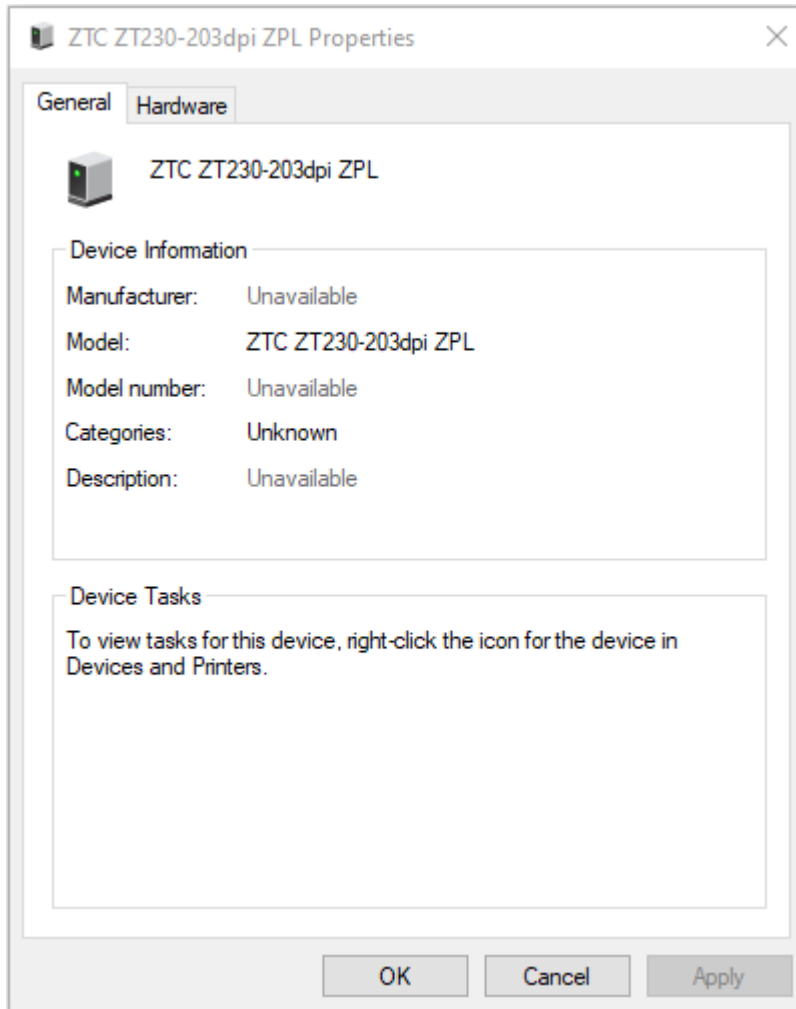 ZTC ZT230-203dpi ZPL Properties
General Hardware
ZTC ZT230-203dpi ZPL
Device Information
Manufacturer: Unavailable
Model: ZTC ZT230-203dpi ZPL
Model number: Unavailable
Categories: Unknown
Description: Unavailable
Device Tasks
To view tasks for this device, right-click the icon for the device in
Devices and Printers.
OK Cancel Apply